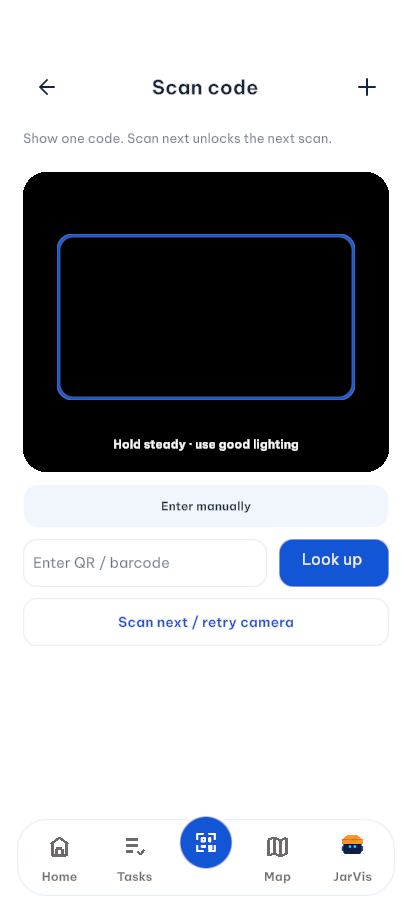 Scan code
Show one code. Scan next unlocks the next scan.
Hold steady · use good lighting
Enter manually
Enter QR / barcode
Look up
Scan next / retry camera
Home
Tasks
Map
JarVis